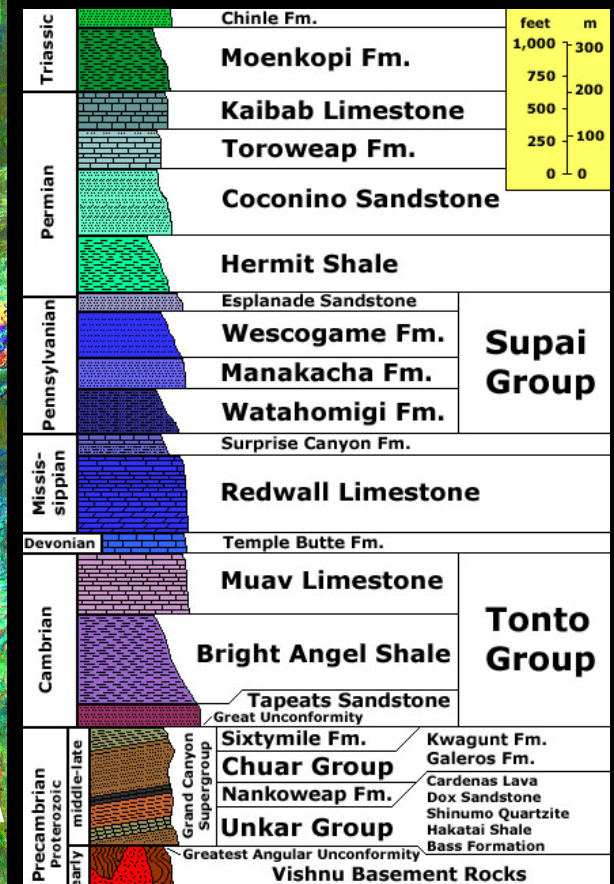 Triassic
Chinle Fm.
Moenkopi Fm.
feet m
1,000 300
750
200
500
250 100
0 0
Permian
Kaibab Limestone
Toroweap Fm.
Coconino Sandstone
Hermit Shale
Pennsylvanian
Esplanade Sandstone
Wescogame Fm.
Manakacha Fm.
Watahomigi Fm.
Supai
Group
Missis-
sippian
Surprise Canyon Fm.
Redwall Limestone
Devonian
Temple Butte Fm.
Cambrian
Muav Limestone
Bright Angel Shale
Tapeats Sandstone
Great Unconformity
Tonto
Group
Precambrian
Proterozoic
middle-late
early
Grand Canyon
Supergroup
Sixtymile Fm.
Chuar Group
Nankoweap Fm.
Unkar Group
Kwagunt Fm.
Galeros Fm.
Cardenas Lava
Dox Sandstone
Shinumo Quartzite
Hakatai Shale
Bass Formation
Greatest Angular Unconformity
Vishnu Basement Rocks